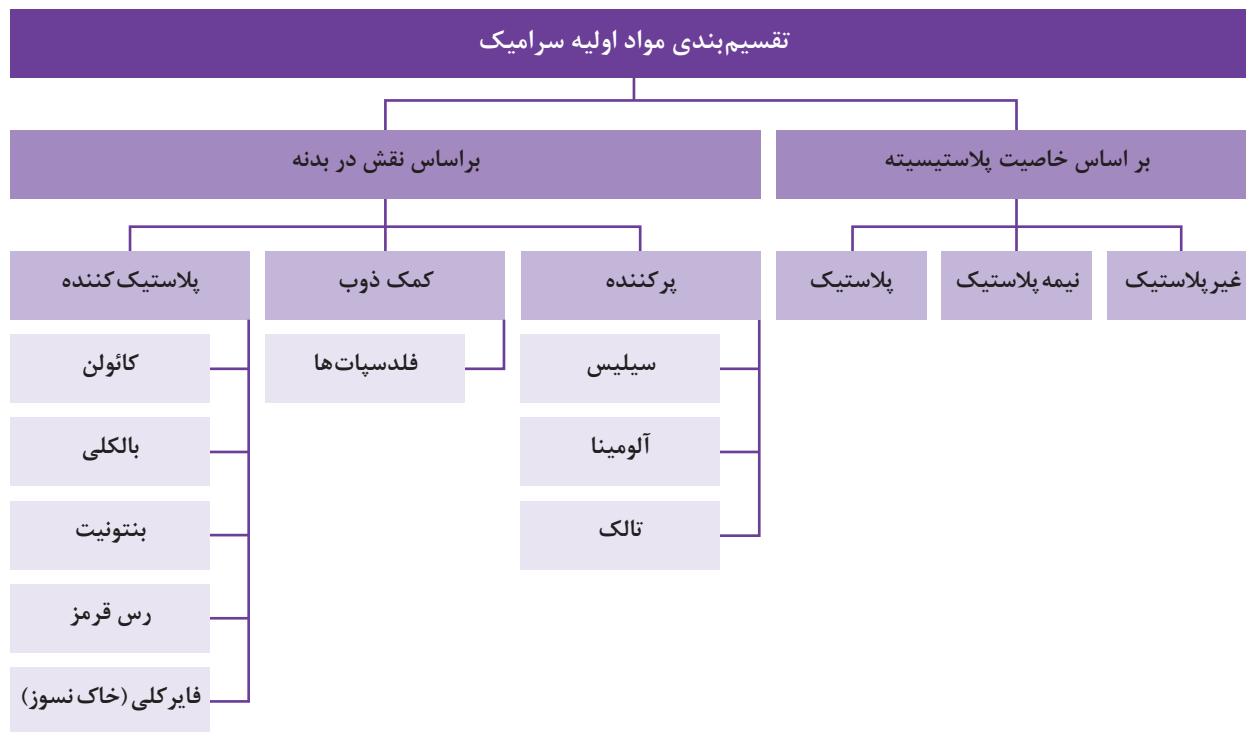 تقسیم‌بندی مواد اولیه سرامیک
بر اساس خاصیت پلاستیسیته
براساس نقش در بدنه
غیرپلاستیک
نیمه‌پلاستیک
پلاستیک
پرکننده
کمک ذوب
پلاستیک‌کننده
سیلیس
آلومینا
تالک
فلدسپات‌ها
کائولن
بالکلی
بنتونیت
رس قرمز
فایرکلی (خاک نسوز)